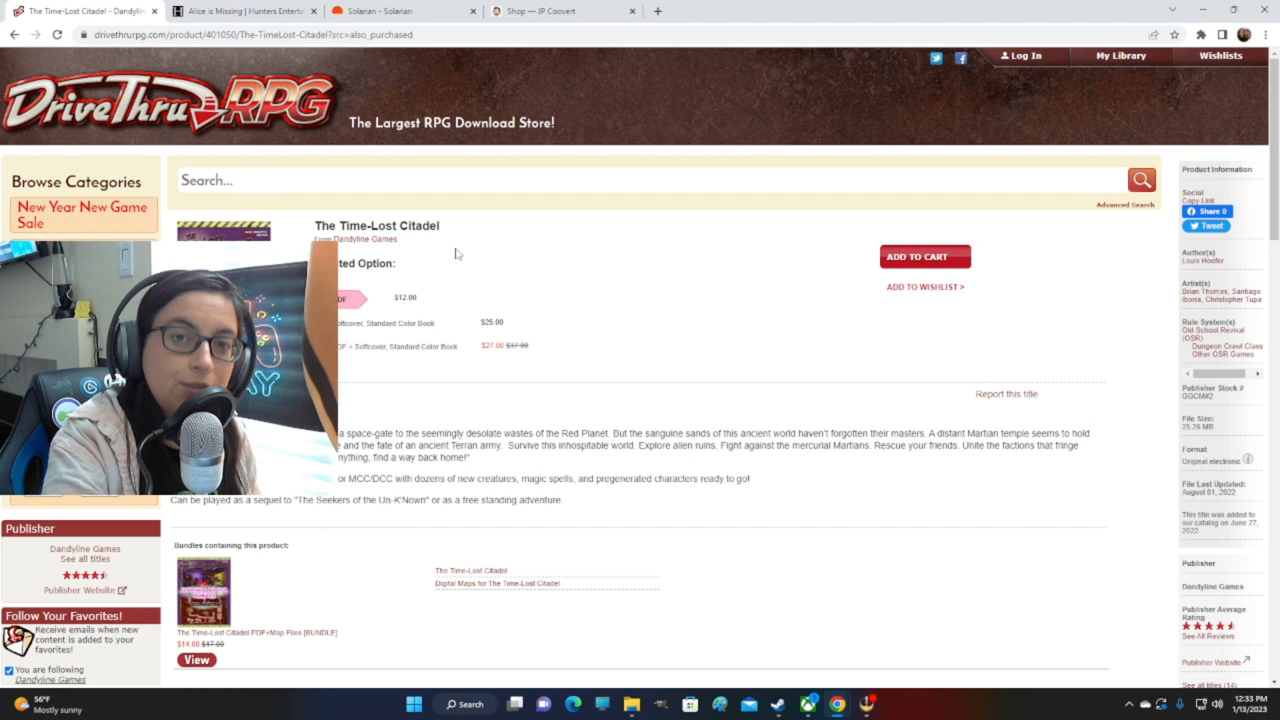 The Time-Lost Citadel - Dandylin
Alice is Missing | Hunters Enterta
Solarian - Solarian
Shop — JP Coovert
drivethrurpg.com/product/401050/The-TimeLost-Citadel?src=also_purchased
Log In
My Library
Wishlists
DriveThruRPG
The Largest RPG Download Store!
Browse Categories
New Year New Game
Sale
Search...
Advanced Search
The Time-Lost Citadel
From Dandyline Games
ted Option:
DF
$12.00
oftcover, Standard Color Book
$25.00
DF + Softcover, Standard Color Book
$27.00 $37.00
ADD TO CART
ADD TO WISHLIST >
Report this title
a space-gate to the seemingly desolate wastes of the Red Planet. But the sanguine sands of this ancient world haven't forgotten their masters. A distant Martian temple seems to hold
e and the fate of an ancient Terran army. Survive this inhospitable world. Explore alien ruins. Fight against the mercurial Martians. Rescue your friends. Unite the factions that fringe
nything, find a way back home!"
or MCC/DCC with dozens of new creatures, magic spells, and pregenerated characters ready to go!
Can be played as a sequel to "The Seekers of the Un-K'Nown" or as a free standing adventure.
Bundles containing this product:
The Time-Lost Citadel
Digital Maps for The Time-Lost Citadel
The Time-Lost Citadel PDF+Map Files [BUNDLE]
$14.00 $47.00
View
Publisher
Dandyline Games
See all titles
Publisher Website
Follow Your Favorites!
Receive emails when new
content is added to your
favorites!
You are following
Dandyline Games
Product Information
Social
Copy Link
Share 0
Tweet
Author(s)
Louis Hoefer
Artist(s)
Brian Thomas, Santiago
Iborra, Christopher Tupa
Rule System(s)
Old-School Revival
(OSR)
Dungeon Crawl Class
Other OSR Games
Publisher Stock #
GGCM#2
File Size:
25.26 MB
Format
Original electronic
File Last Updated:
August 01, 2022
This title was added to
our catalog on June 27,
2022.
Publisher
Dandyline Games
Publisher Average
Rating
See All Reviews
Publisher Website
See all titles (14)
56°F
Mostly sunny
Search
12:33 PM
1/13/2023